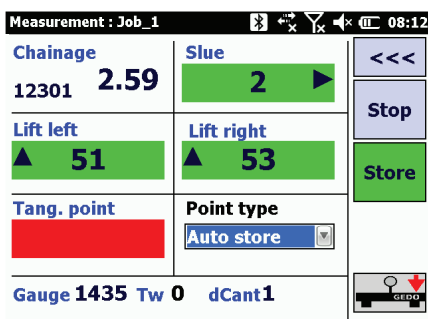 Measurement : Job_1 08:12
Chainage
12301 2.59
Slue
2
<<<
Stop
Lift left
51
Lift right
53
Store
Tang. point
Point type
Auto store
Gauge 1435 Tw 0 dCant 1
GEDO